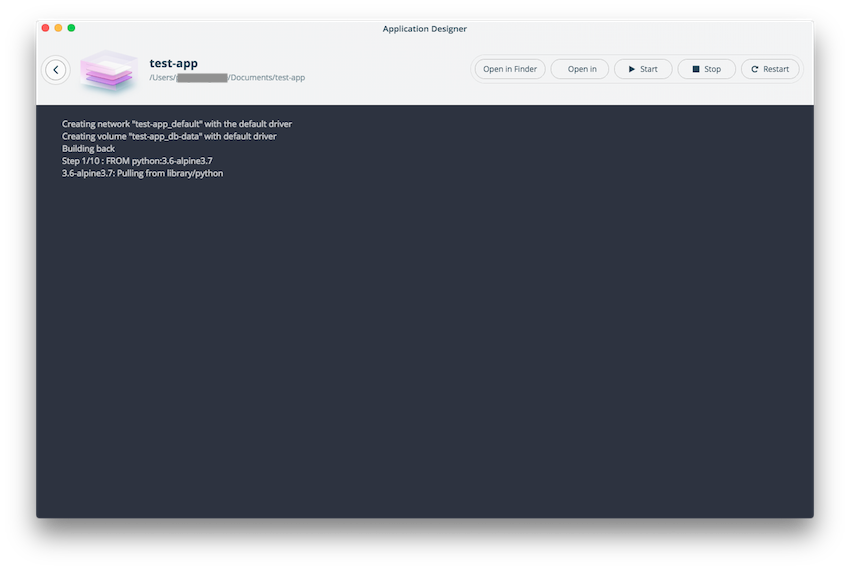 Application Designer
test-app
/Users/ /Documents/test-app
Open in Finder
Open in
Start
Stop
Restart
Creating network "test-app_default" with the default driver
Creating volume "test-app_db-data" with default driver
Building back
Step 1/10 : FROM python:3.6-alpine3.7
3.6-alpine3.7: Pulling from library/python